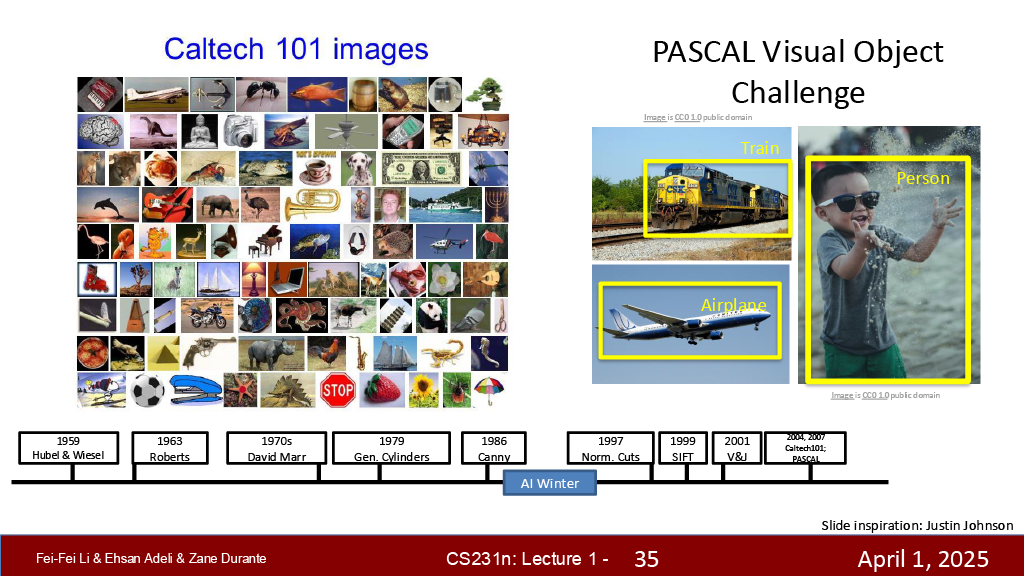 Caltech 101 images
PASCAL Visual Object
Challenge
Image is CC0 1.0 public domain
Train
Person
Airplane
STOP
Image is CC0 1.0 public domain
1959
Hubel & Wiesel
1963
Roberts
1970s
David Marr
1979
Gen. Cylinders
1986
Canny
AI Winter
1997
Norm. Cuts
1999
SIFT
2001
V&J
2004, 2007
Caltech101;
PASCAL
Slide inspiration: Justin Johnson
Fei-Fei Li & Ehsan Adeli & Zane Durante
CS231n: Lecture 1 - 35
April 1, 2025